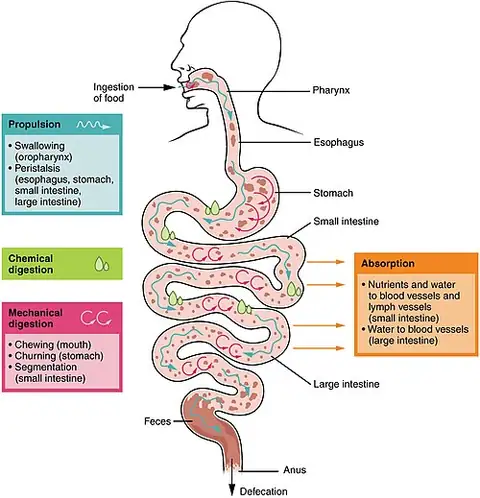 Ingestion
of food
Pharynx
Esophagus
Propulsion
• Swallowing
(oropharynx)
• Peristalsis
(esophagus, stomach,
small intestine,
large intestine)
Stomach
Small intestine
Chemical
digestion
Absorption
• Nutrients and water
to blood vessels and
lymph vessels
(small intestine)
• Water to blood vessels
(large intestine)
Mechanical
digestion
• Chewing (mouth)
• Churning (stomach)
• Segmentation
(small intestine)
Large intestine
Feces
Anus
Defecation